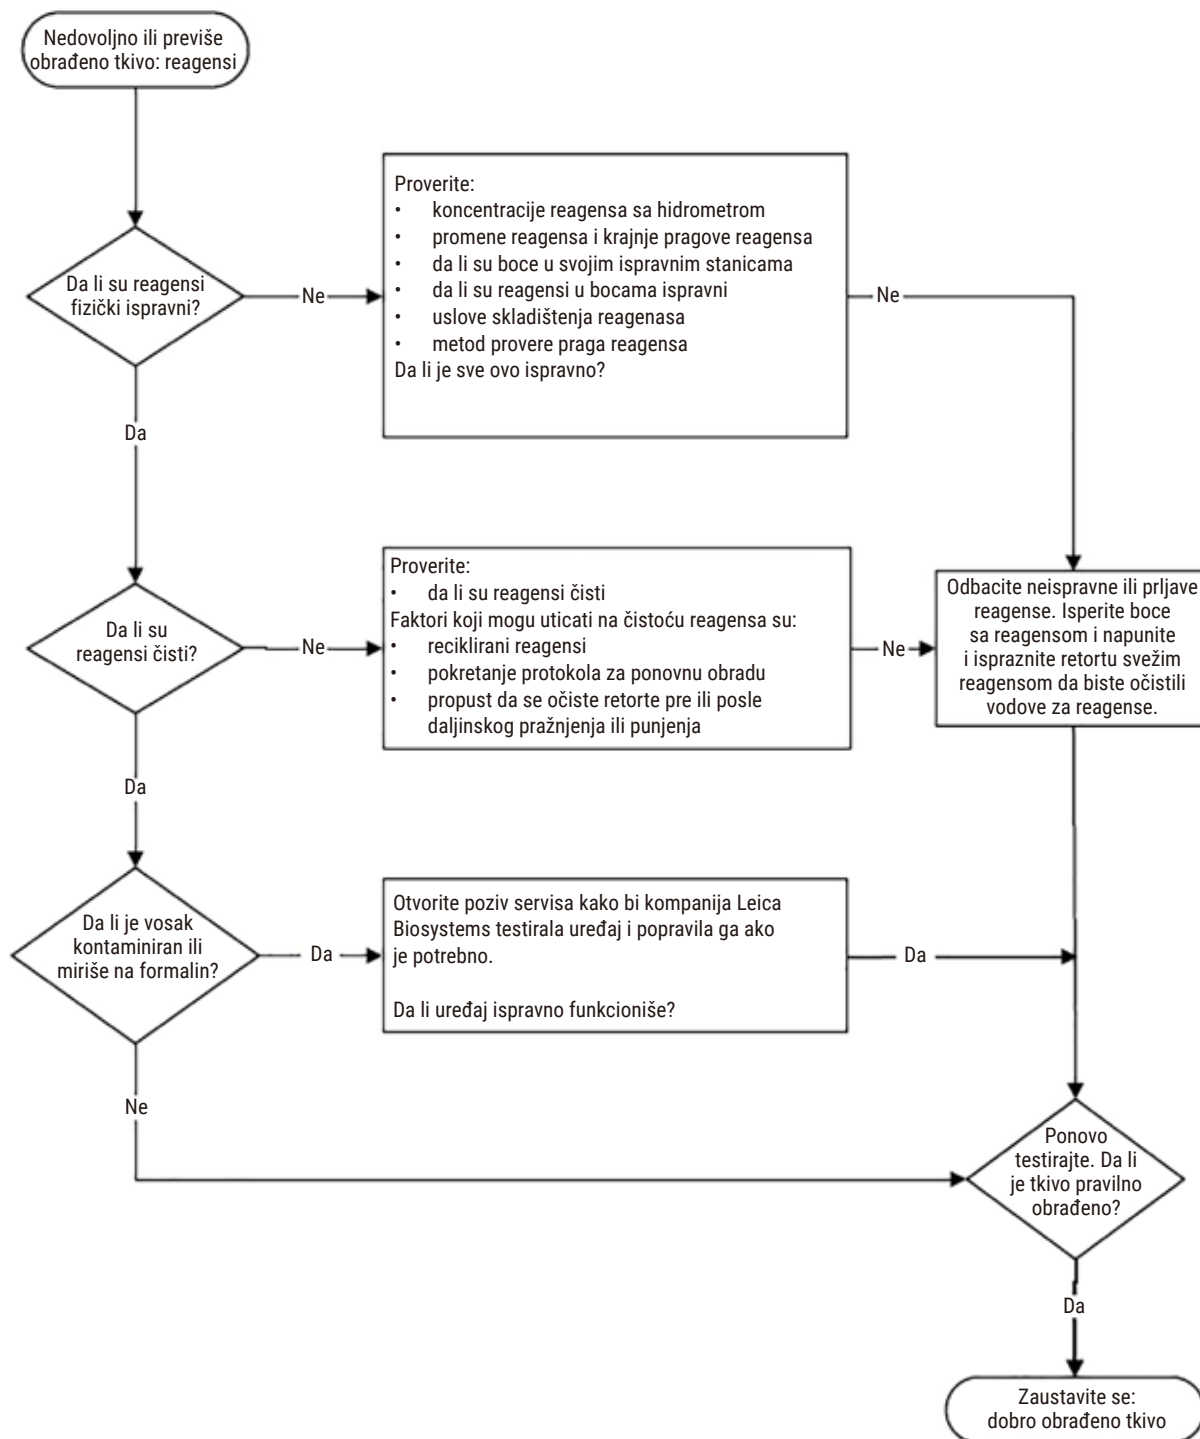 Nedovoljno ili previše
obrađeno tkivo: reagensi
Proverite:
• koncentracije reagensa sa hidrometrom
• promene reagensa i krajnje pragove reagensa
• da li su boce u svojim ispravnim stanicama
• da li su reagensi u bocama ispravni
• uslove skladištenja reagenasa
• metod provere praga reagensa
Da li je sve ovo ispravno?
Da li su reagensi
fizički ispravni?
Ne
Ne
Da
Proverite:
• da li su reagensi čisti
Faktori koji mogu uticati na čistoću reagensa su:
• reciklirani reagensi
• pokretanje protokola za ponovnu obradu
• propust da se očiste retorte pre ili posle
daljinskog pražnjenja ili punjenja
Da li su
reagensi čisti?
Ne
Ne
Odbacite neispravne ili prljave
reagense. Isperite boce
sa reagensom i napunite
i ispraznite retortu svežim
reagensom da biste očistili
vodove za reagense.
Da
Da li je vosak
kontaminiran ili
miriše na formalin?
Da
Otvorite poziv servisa kako bi kompanija Leica
Biosystems testirala uređaj i popravila ga ako
je potrebno.
Da li uređaj ispravno funkcioniše?
Da
Ne
Ponovo
testirajte. Da li
je tkivo pravilno
obrađeno?
Da
Zaustavite se:
dobro obrađeno tkivo